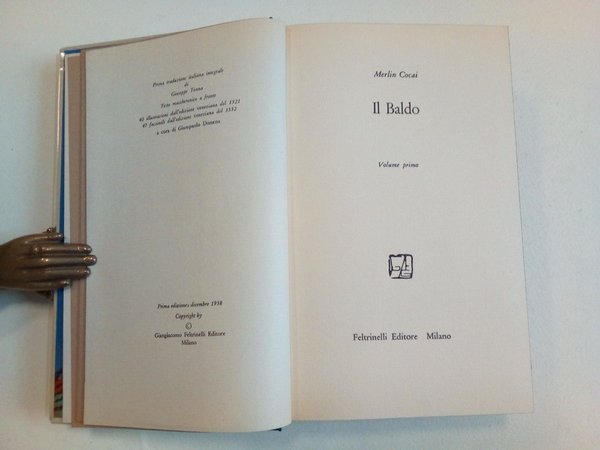 Prima traduzione italiana integrale
di
Giuseppe Tonna
Testo maccheronico a fronte
40 illustrazioni dall'edizione veneziana del 1521
40 facsimili dall'edizione veneziana del 1552
a cura di Giampaolo Dossena
Prima edizione: dicembre 1958
Copyright by
©
Giangiacomo Feltrinelli Editore
Milano
Merlin Cocai
Il Baldo
Volume primo
Feltrinelli Editore Milano